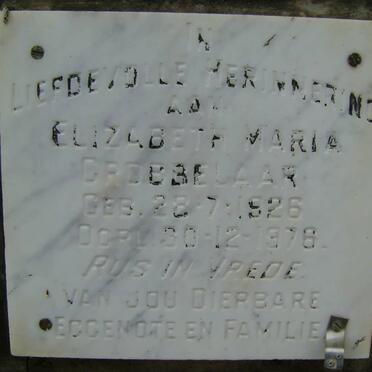 IN
LIEFDEVOLLE HERINNERING
AAN
ELIZABETH MARIA
GROBBELAAR
GEB. 28-7-1926
OORL. 30-12-1978.
RUS IN VREDE.
VAN JOU DIERBARE
EGGENOTE EN FAMILIE